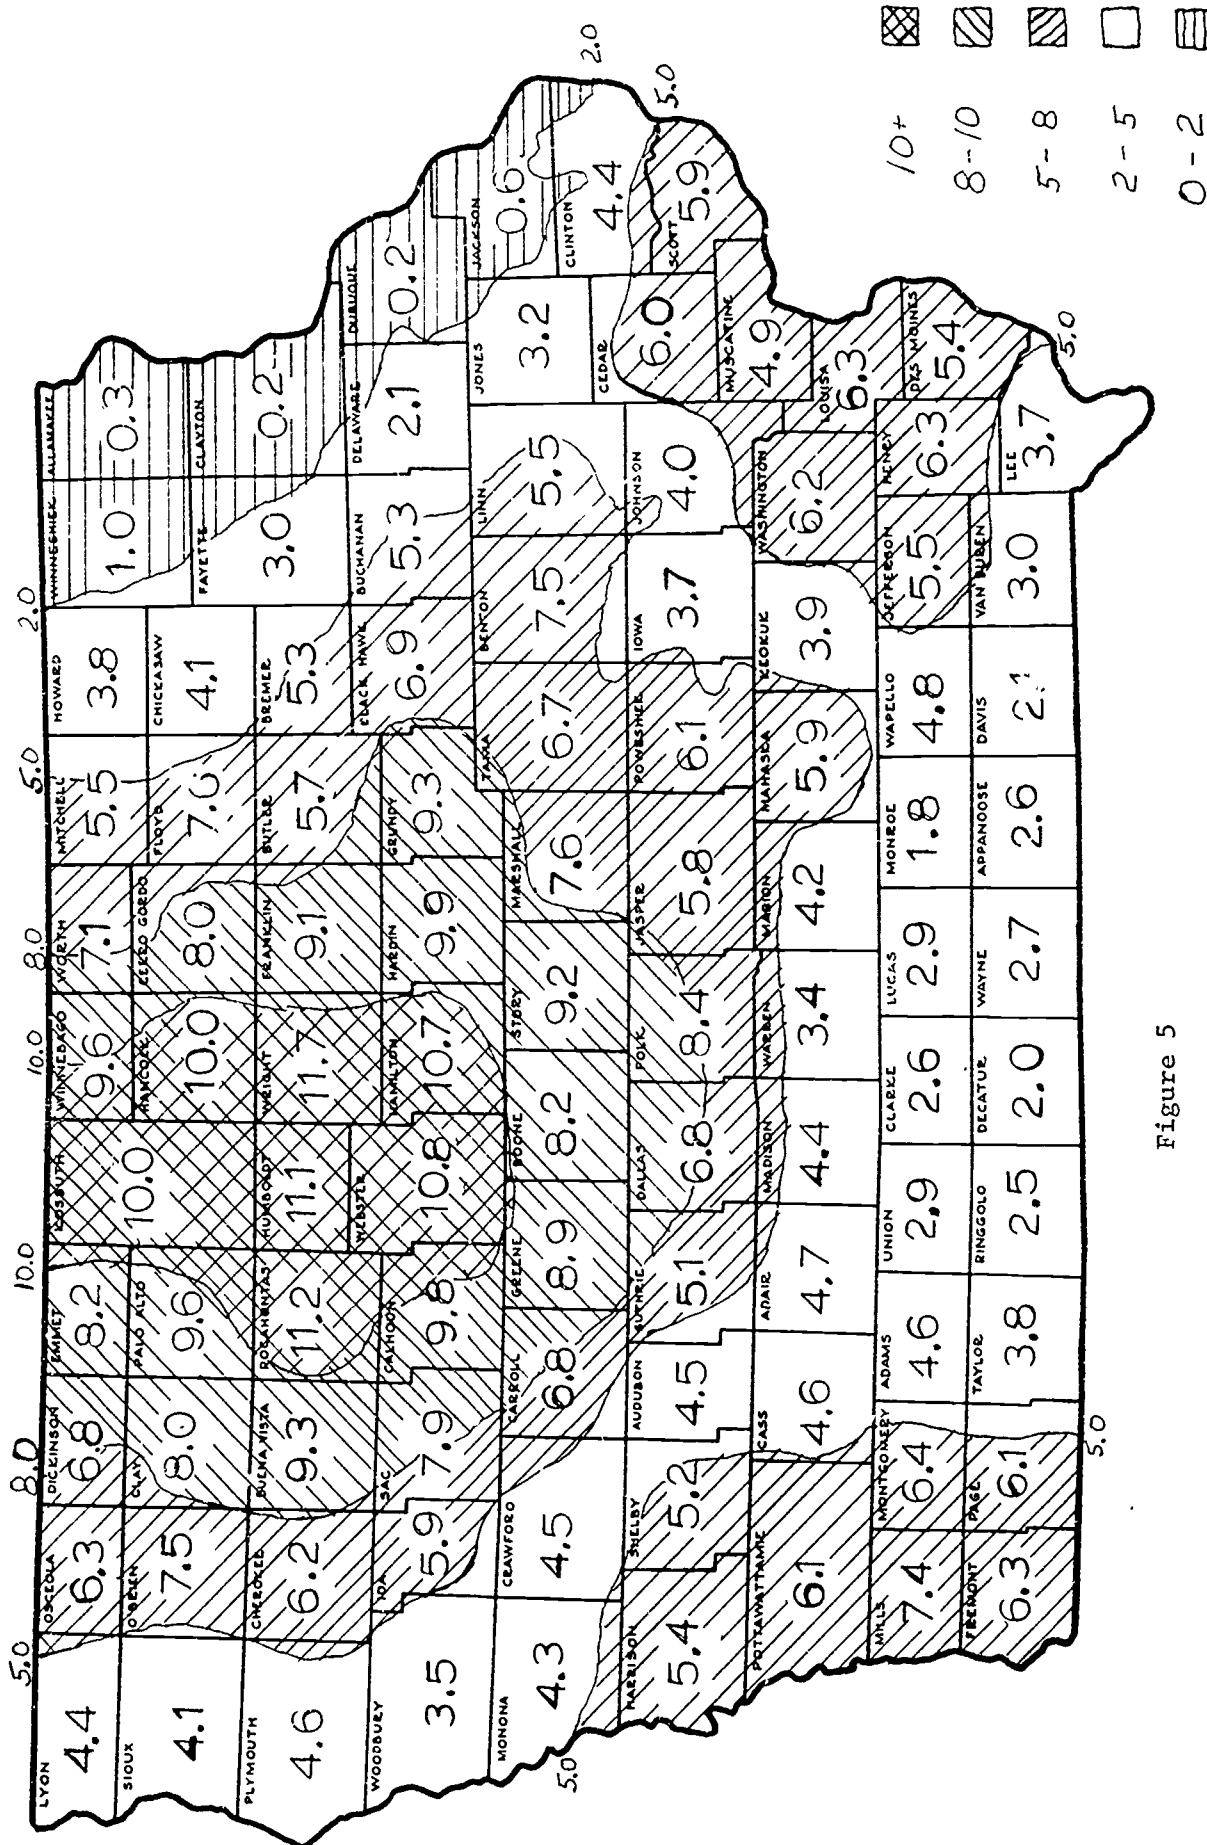 5.0
8.0
10.0
10.0
8.0
5.0
2.0
LYON
4.4
OSCEOLA
6.3
DICKINSON
6.8
EMMET
8.2
KOSSUTH
10.0
WINNEBAGO
9.6
WORTH
7.1
MITCHELL
5.5
HOWARD
3.8
WINNESHIEK
1.0
ALLAMAKEE
0.3
SIOUX
4.1
O'BRIEN
7.5
CLAY
8.0
PALO ALTO
9.6
HANCOCK
10.0
CERRO GORDO
8.0
FLOYD
CHICKASAW
4.1
FAYETTE
3.0
CLAYTON
0.2
PLYMOUTH
4.6
CHEROKEE
6.2
BUENA VISTA
9.3
POCAHONTAS
11.2
HUMBOLDT
11.1
WRIGHT
11.7
FRANKLIN
9.1
BUTLER
5.7
BREMER
5.3
WOODBURY
3.5
IDA
5.9
SAC
7.9
CALHOUN
9.8
WEBSTER
10.8
HAMILTON
10.7
HARDIN
9.9
GRUNDY
9.3
BLACK HAWK
6.9
BUCHANAN
5.3
DELAWARE
2.1
DUBUQUE
0.2
MONONA
4.3
CRAWFORD
4.5
CARROLL
6.8
GREENE
8.9
BOONE
8.2
STORY
9.2
MARSHALL
7.6
TAMA
6.7
BENTON
7.5
LINN
5.5
JONES
3.2
JACKSON
0.6
2.0
5.0
HARRISON
5.4
SHELBY
5.2
AUDUBON
4.5
GUTHRIE
5.1
DALLAS
6.8
POLK
8.4
JASPER
5.8
POWESHIEK
6.1
IOWA
3.7
JOHNSON
4.0
CEDAR
6.0
CLINTON
4.4
SCOTT
5.9
5.0
MUSCATINE
4.9
POTTAWATTAMIE
6.1
CASS
4.6
ADAIR
4.7
MADISON
4.4
WARREN
3.4
MARION
4.2
MAHASKA
5.9
KEOKUK
3.9
WASHINGTON
6.2
LOUISA
6.3
MILLS
7.4
MONTGOMERY
6.4
ADAMS
4.6
UNION
2.9
CLARKE
2.6
LUCAS
2.9
MONROE
1.8
WAPELLO
4.8
JEFFERSON
5.5
HENRY
6.3
DES MOINES
5.4
FREMONT
6.3
PAGE
6.1
TAYLOR
3.8
RINGGOLD
2.5
DECATUR
2.0
WAYNE
2.7
APPANOOSE
2.6
DAVIS
VAN BUREN
3.0
LEE
3.7
5.0
5.0
10+
8-10
5-8
2-5
0-2
Figure 5